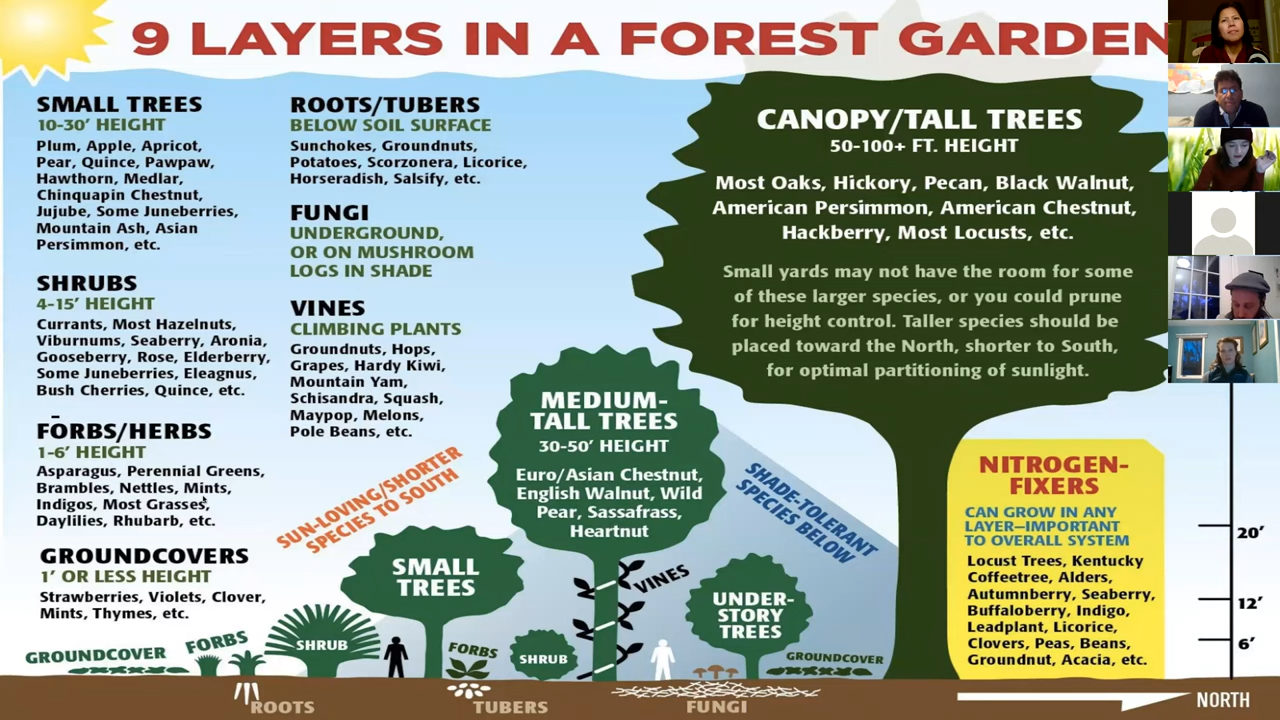 9 LAYERS IN A FOREST GARDEN
SMALL TREES
10-30' HEIGHT
Plum, Apple, Apricot,
Pear, Quince, Pawpaw,
Hawthorn, Medlar,
Chinquapin Chestnut,
Jujube, Some Juneberries,
Mountain Ash, Asian
Persimmon, etc.
SHRUBS
4-15' HEIGHT
Currants, Most Hazelnuts,
Viburnums, Seaberry, Aronia,
Gooseberry, Rose, Elderberry,
Some Juneberries, Eleagnus,
Bush Cherries, Quince, etc.
FORBS/HERBS
1-6' HEIGHT
Asparagus, Perennial Greens,
Brambles, Nettles, Mints,
Indigos, Most Grasses,
Daylilies, Rhubarb, etc.
GROUNDCOVERS
1' OR LESS HEIGHT
Strawberries, Violets, Clover,
Mints, Thymes, etc.
ROOTS/TUBERS
BELOW SOIL SURFACE
Sunchokes, Groundnuts,
Potatoes, Scorzonera, Licorice,
Horseradish, Salsify, etc.
FUNGI
UNDERGROUND,
OR ON MUSHROOM
LOGS IN SHADE
VINES
CLIMBING PLANTS
Groundnuts, Hops,
Grapes, Hardy Kiwi,
Mountain Yam,
Schisandra, Squash,
Maypop, Melons,
Pole Beans, etc.
CANOPY/TALL TREES
50-100+ FT. HEIGHT
Most Oaks, Hickory, Pecan, Black Walnut,
American Persimmon, American Chestnut,
Hackberry, Most Locusts, etc.
Small yards may not have the room for some
of these larger species, or you could prune
for height control. Taller species should be
placed toward the North, shorter to South,
for optimal partitioning of sunlight.
MEDIUM-
TALL TREES
30-50' HEIGHT
Euro/Asian Chestnut,
English Walnut, Wild
Pear, Sassafrass,
Heartnut
SUN-LOVING/SHORTER
SPECIES TO SOUTH
SHADE-TOLERANT
SPECIES BELOW
NITROGEN-
FIXERS
CAN GROW IN ANY
LAYER—IMPORTANT
TO OVERALL SYSTEM
Locust Trees, Kentucky
Coffeetree, Alders,
Autumnberry, Seaberry,
Buffaloberry, Indigo,
Leadplant, Licorice,
Clovers, Peas, Beans,
Groundnut, Acacia, etc.
20'
12'
6'
SMALL
TREES
VINES
UNDER-
STORY
TREES
GROUNDCOVER
FORBS
SHRUB
FORBS
SHRUB
GROUNDCOVER
ROOTS
TUBERS
FUNGI
NORTH